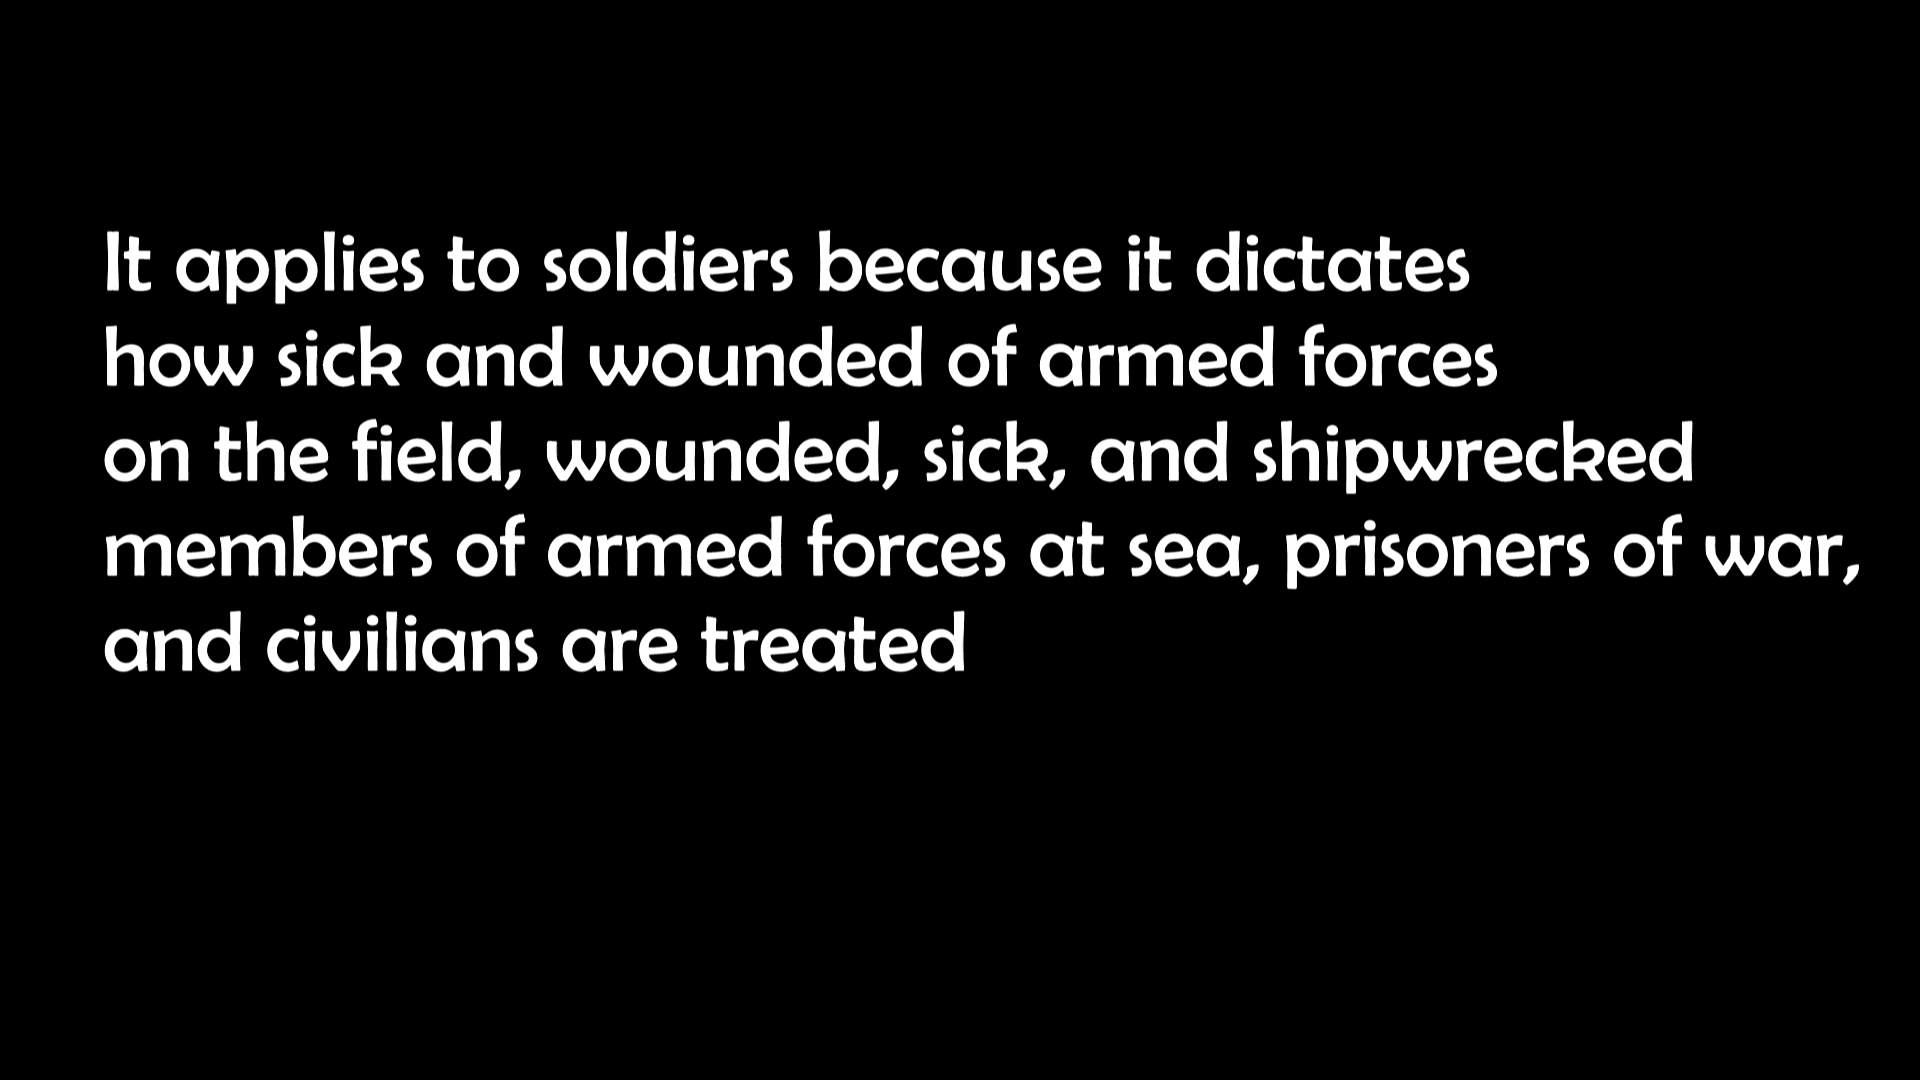 It applies to soldiers because it dictates
how sick and wounded of armed forces
on the field, wounded, sick, and shipwrecked
members of armed forces at sea, prisoners of war,
and civilians are treated